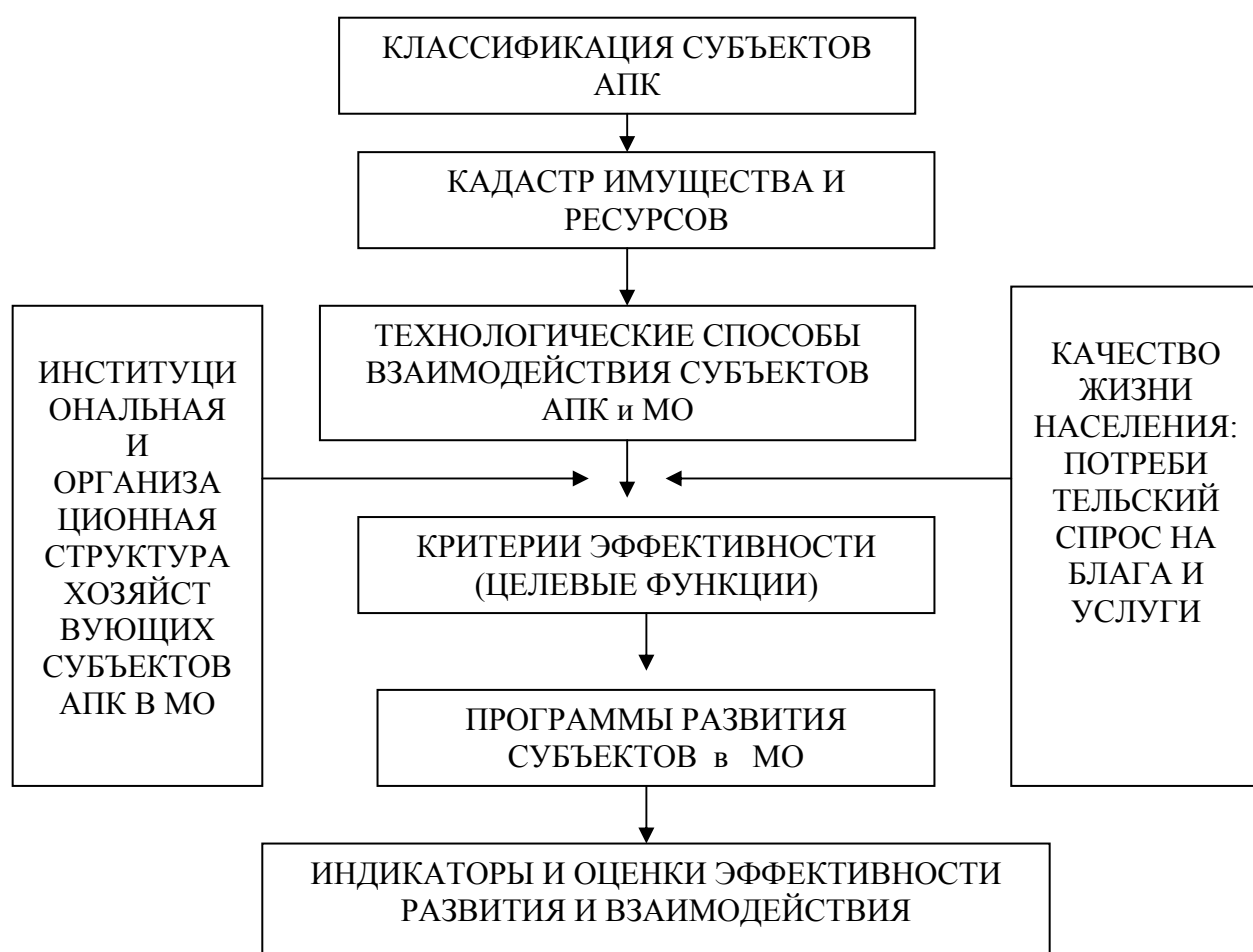 КЛАССИФИКАЦИЯ СУБЪЕКТОВ
АПК
КАДАСТР ИМУЩЕСТВА И
РЕСУРСОВ
ТЕХНОЛОГИЧЕСКИЕ СПОСОБЫ
ВЗАИМОДЕЙСТВИЯ СУБЪЕКТОВ
АПК и МО
ИНСТИТУЦИ
ОНАЛЬНАЯ
И
ОРГАНИЗА
ЦИОННАЯ
СТРУКТУРА
ХОЗЯЙСТ
ВУЮЩИХ
СУБЪЕКТОВ
АПК В МО
КАЧЕСТВО
ЖИЗНИ
НАСЕЛЕНИЯ:
ПОТРЕБИ
ТЕЛЬСКИЙ
СПРОС НА
БЛАГА И
УСЛУГИ
КРИТЕРИИ ЭФФЕКТИВНОСТИ
(ЦЕЛЕВЫЕ ФУНКЦИИ)
ПРОГРАММЫ РАЗВИТИЯ
СУБЪЕКТОВ в МО
ИНДИКАТОРЫ И ОЦЕНКИ ЭФФЕКТИВНОСТИ
РАЗВИТИЯ И ВЗАИМОДЕЙСТВИЯ